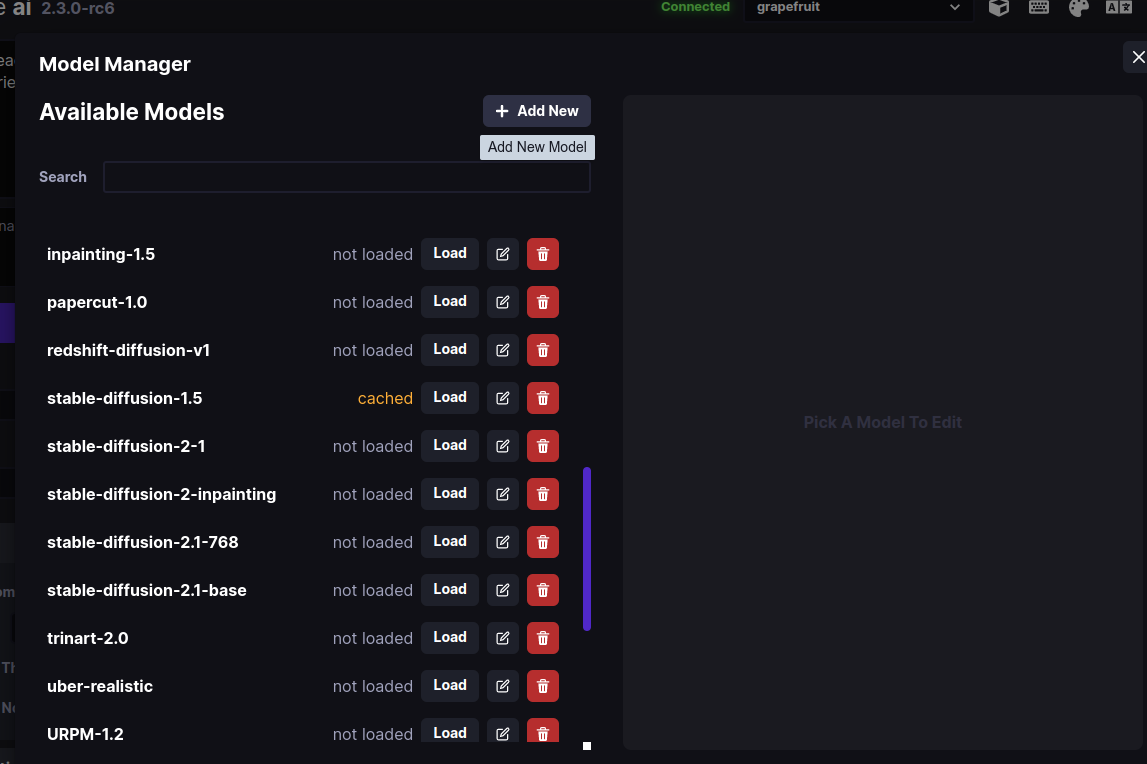 e ai 2.3.0-rc6
Connected
grapefruit
Model Manager
Available Models
Add New
Add New Model
Search
inpainting-1.5 not loaded Load
papercut-1.0 not loaded Load
redshift-diffusion-v1 not loaded Load
stable-diffusion-1.5 cached Load
stable-diffusion-2-1 not loaded Load
stable-diffusion-2-inpainting not loaded Load
stable-diffusion-2.1-768 not loaded Load
stable-diffusion-2.1-base not loaded Load
trinart-2.0 not loaded Load
uber-realistic not loaded Load
URPM-1.2 not loaded Load
Pick A Model To Edit